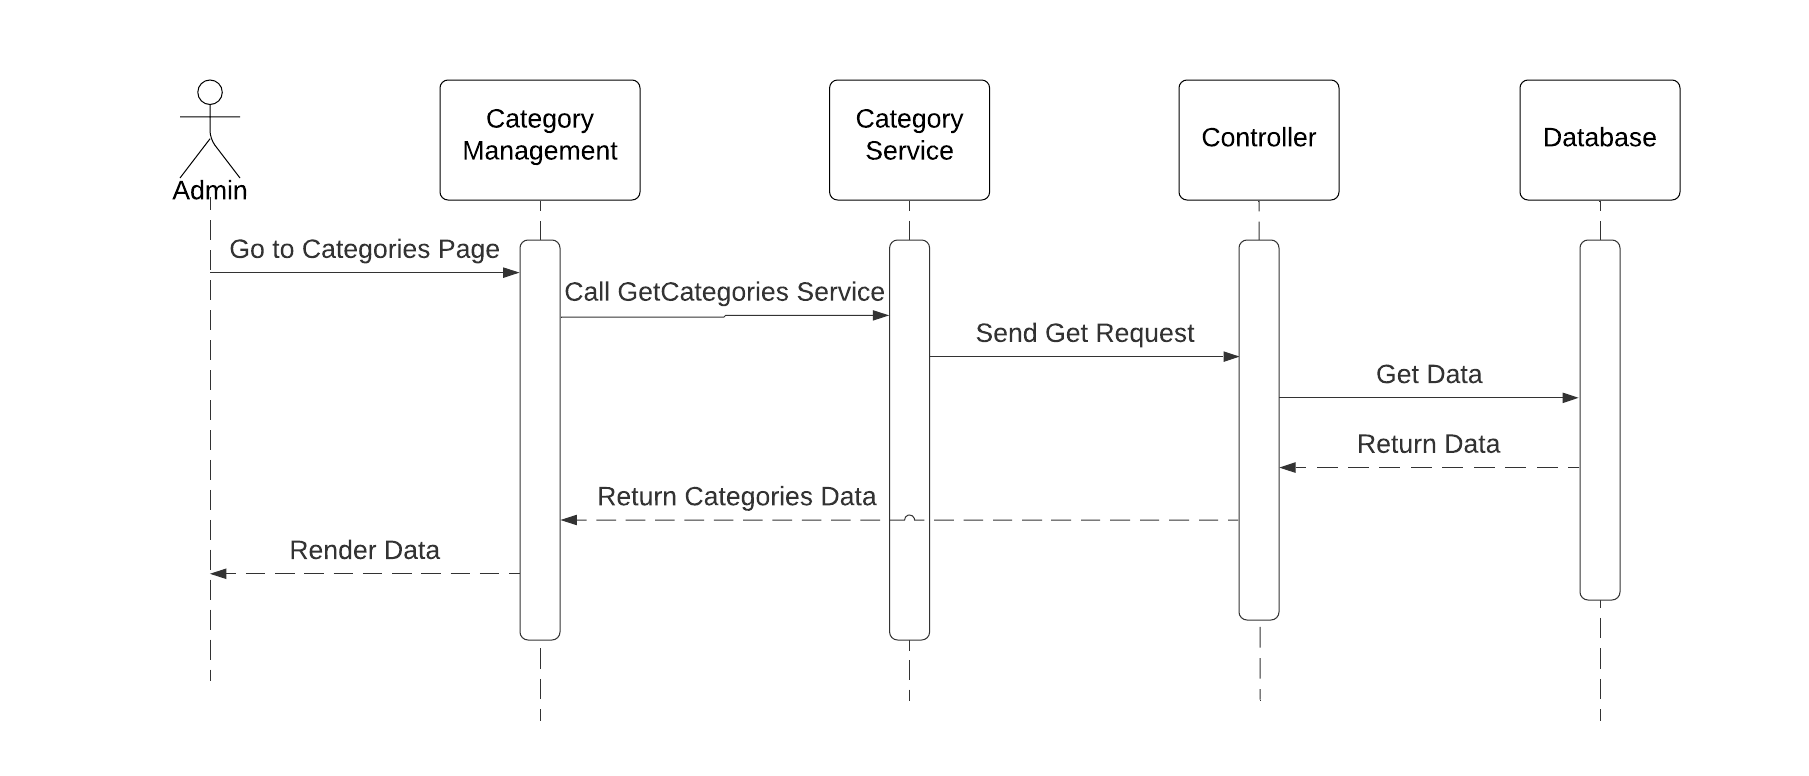 Category
Management
Category
Service
Controller
Database
Admin
Go to Categories Page
Call GetCategories Service
Send Get Request
Get Data
Return Data
Return Categories Data
Render Data